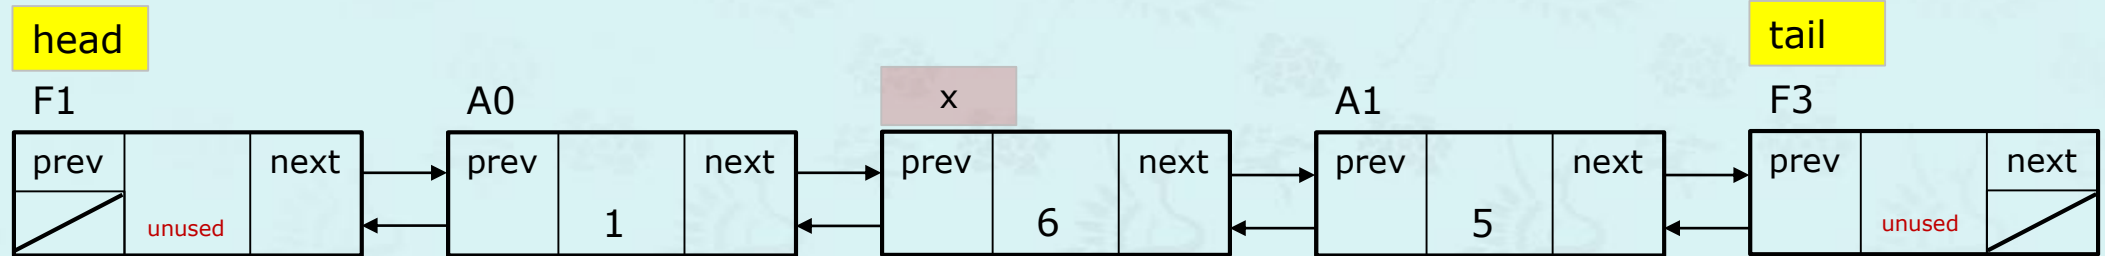 head
tail
F1
A0
x
A1
F3
prev
next
prev
next
prev
next
prev
next
prev
next
unused
1
6
5
unused